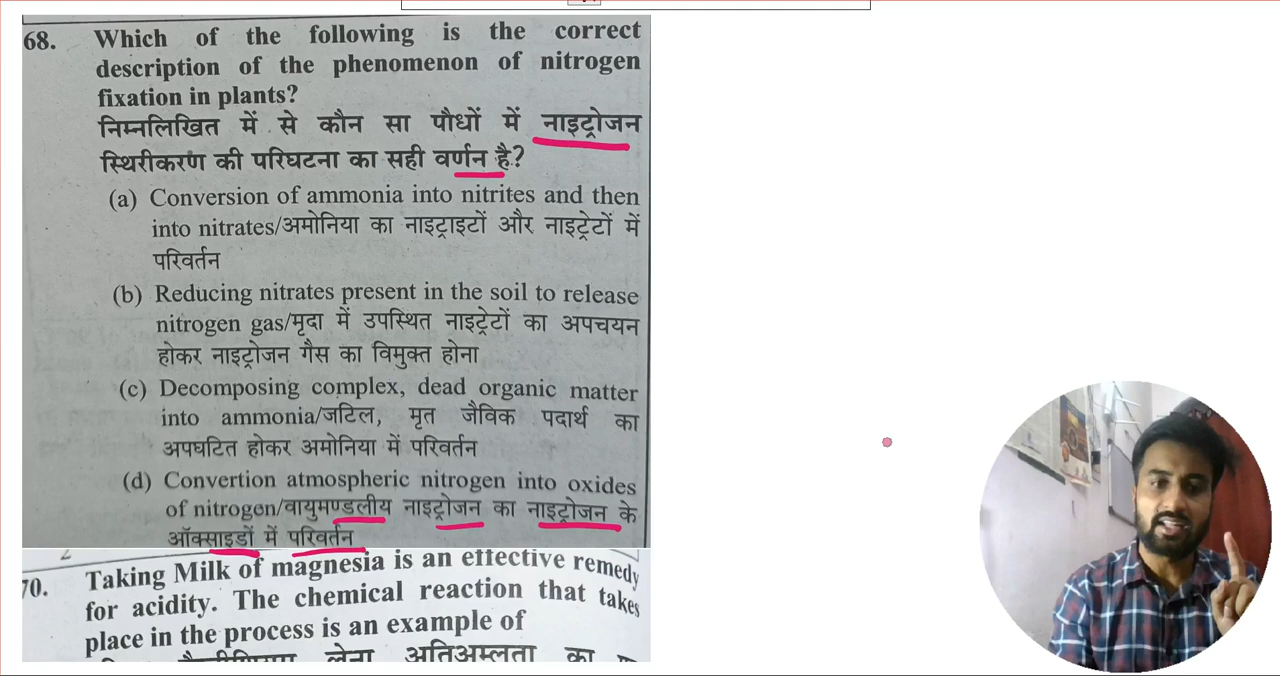 68. Which of the following is the correct
description of the phenomenon of nitrogen
fixation in plants?
निम्नलिखित में से कौन सा पौधों में नाइट्रोजन
स्थिरीकरण की परिघटना का सही वर्णन है?
(a) Conversion of ammonia into nitrites and then
into nitrates/अमोनिया का नाइट्राइटों और नाइट्रेटों में
परिवर्तन
(b) Reducing nitrates present in the soil to release
nitrogen gas/मृदा में उपस्थित नाइट्रेटों का अपचयन
होकर नाइट्रोजन गैस का विमुक्त होना
(c) Decomposing complex, dead organic matter
into ammonia/जटिल, मृत जैविक पदार्थ का
अपघटित होकर अमोनिया में परिवर्तन
(d) Convertion atmospheric nitrogen into oxides
of nitrogen/वायुमण्डलीय नाइट्रोजन का नाइट्रोजन के
ऑक्साइडों में परिवर्तन
70. Taking Milk of magnesia is an effective remedy
for acidity. The chemical reaction that takes
place in the process is an example of
लेना अतिअम्लता का